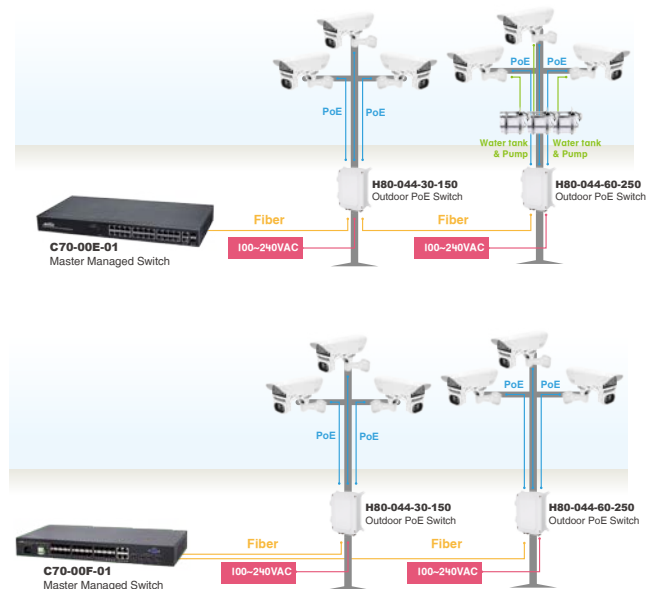 PoE PoE
PoE PoE
Water tank
& Pump
Water tank
& Pump
H80-044-30-150
Outdoor PoE Switch
H80-044-60-250
Outdoor PoE Switch
Fiber
Fiber
C70-00E-01
Master Managed Switch
100~240VAC
100~240VAC
PoE PoE
PoE PoE
H80-044-30-150
Outdoor PoE Switch
H80-044-60-250
Outdoor PoE Switch
Fiber
Fiber
C70-00F-01
Master Managed Switch
100~240VAC
100~240VAC